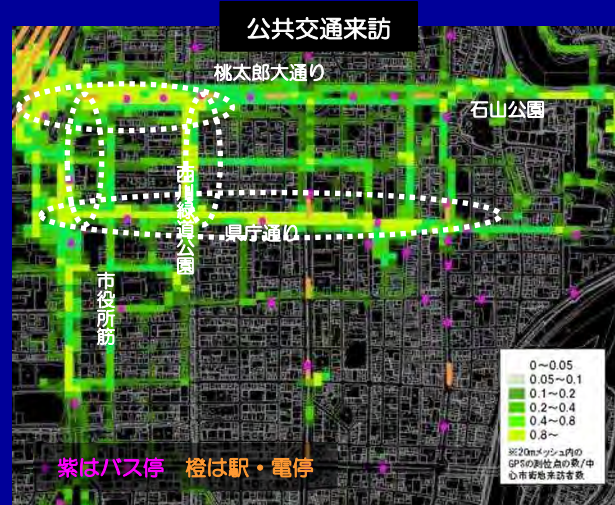 公共交通来訪
桃太郎大通り
石山公園
西川緑道公園
県庁通り
市役所筋
0～0.05
0.05～0.1
0.1～0.2
0.2～0.4
0.4～0.8
0.8～
※20mメッシュ内の
GPSの測位点の数/中
心市街地来訪者数
紫はバス停 橙は駅・電停